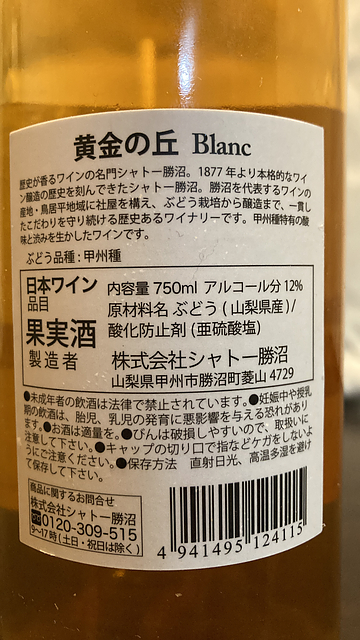 黄金の丘 Blanc
歴史が香るワインの名門シャトー勝沼。1877年より本格的なワイ
ン醸造の歴史を刻んできたシャトー勝沼。勝沼を代表するワインの
産地・鳥居平地域に社屋を構え、ぶどう栽培から醸造まで、一貫し
たこだわりを守り続ける歴史あるワイナリーです。甲州種特有の酸
味と渋みを生かしたワインです。
ぶどう品種：甲州種
日本ワイン
品目
果実酒
製造者
内容量 750ml アルコール分 12%
原材料名 ぶどう(山梨県産)/
酸化防止剤(亜硫酸塩)
株式会社シャトー勝沼
山梨県甲州市勝沼町菱山 4729
●未成年者の飲酒は法律で禁止されています。●妊娠中や授乳
期の飲酒は、胎児、乳児の発育に悪影響を与える恐れがあり
ます。●お酒は適量を。●びんは破損しやすいので、取扱いに
注意して下さい。●キャップの切り口で指などケガをしないよ
うにご注意ください。●保存方法 直射日光、高温多湿を避け
て保存して下さい。
商品に関するお問合せ
株式会社シャトー勝沼
0120-309-515
9〜17時(土日・祝日は除く)
4 941495 124115